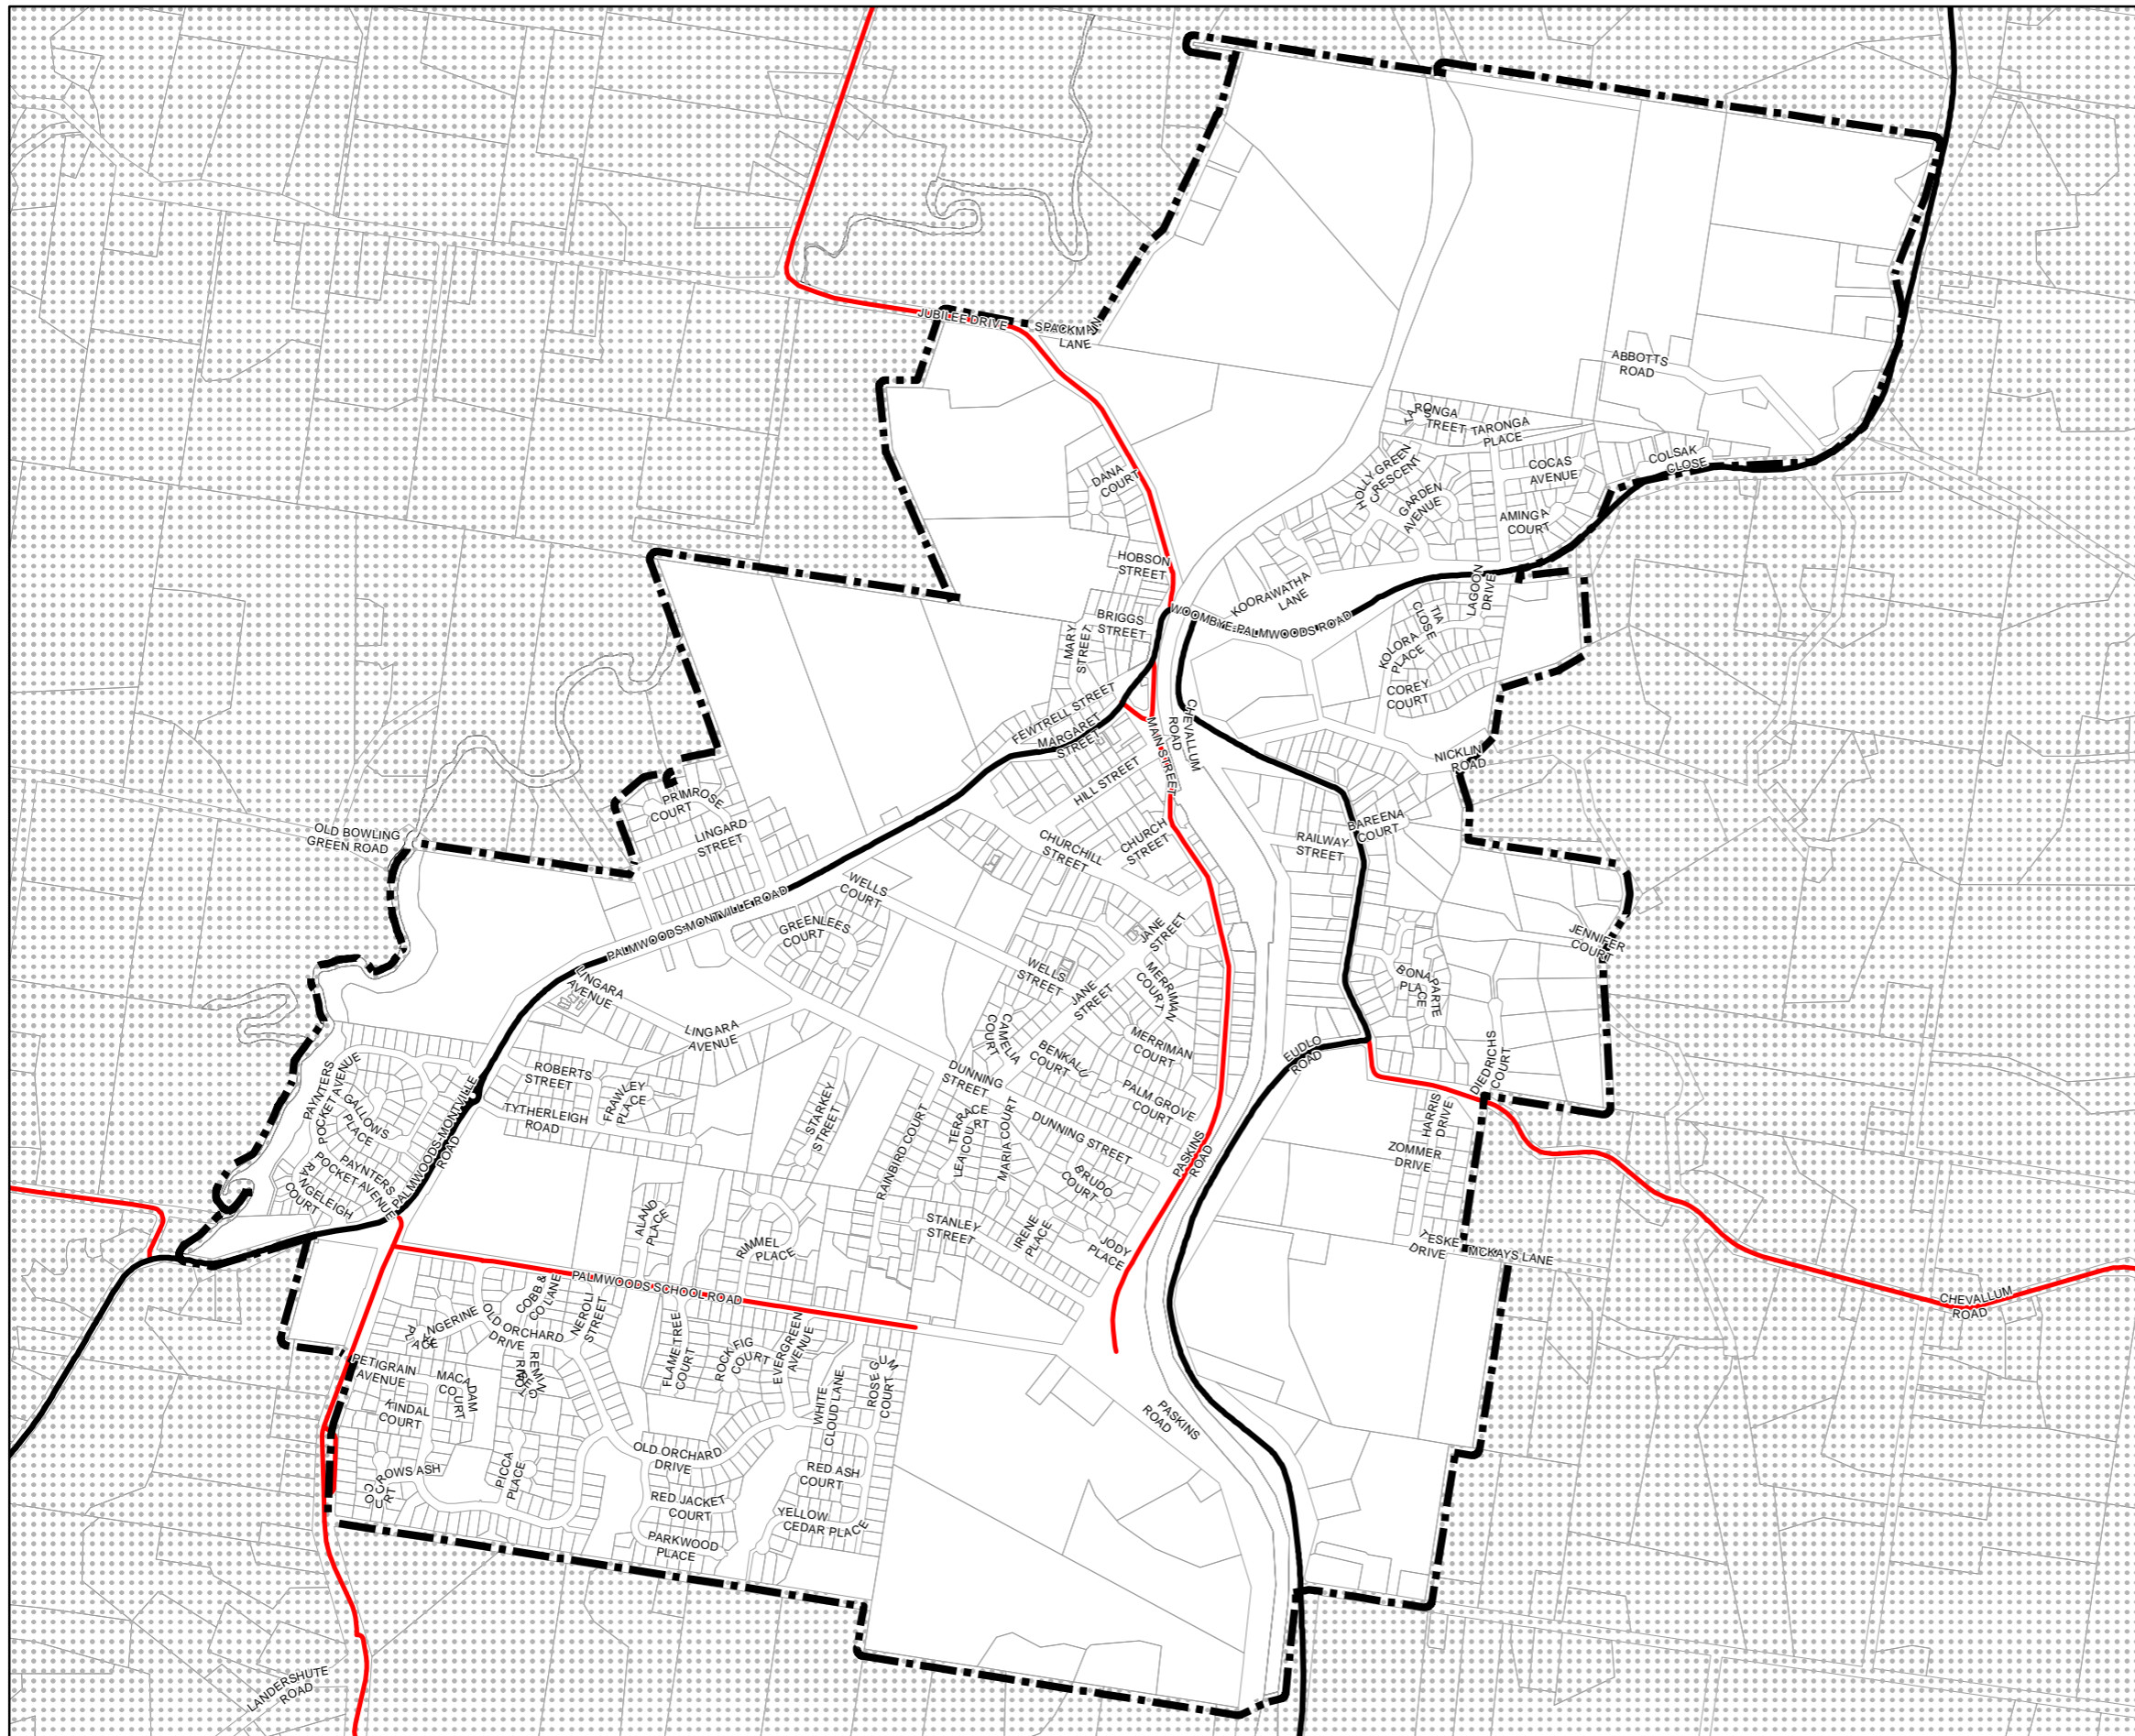 JUBILEE DRIVE
SPACKMAN
LANE
ABBOTTS
ROAD
TARONGA
STREET
TARONGA
PLACE
DANA
COURT
HOLLY GREEN
CRESCENT
GARDEN
AVENUE
COCAS
AVENUE
COLSAK
CLOSE
AMINGA
COURT
HOBSON
STREET
KOORAWATHA
LANE
LAGOON
DRIVE
BRIGGS
STREET
WOOMBYE-PALMWOODS ROAD
TIA
CLOSE
MARY
STREET
KOLORA
PLACE
COREY
COURT
FEWTRELL STREET
MARGARET
STREET
MAIN STREET
CHEVALLUM
ROAD
NICKLIN
ROAD
HILL STREET
PRIMROSE
COURT
LINGARD
STREET
OLD BOWLING
GREEN ROAD
CHURCHILL
STREET
CHURCH
STREET
RAILWAY
STREET
BAREENA
COURT
WELLS
COURT
PALMWOODS-MONTVILLE ROAD
GREENLEES
COURT
JANE
STREET
JENNIFER
COURT
LINGARA
AVENUE
WELLS
STREET
JANE
STREET
MERRIMAN
COURT
BONAPARTE
PLACE
LINGARA
AVENUE
CAMELIA
COURT
MERRIMAN
COURT
BENKALU
COURT
EUDLO
ROAD
DIEDRICHS
COURT
PAYNTERS
POCKET AVENUE
GALLOWS
PLACE
PALMWOODS-MONTVILLE
ROAD
ROBERTS
STREET
FRAWLEY
PLACE
TYTHERLEIGH
ROAD
STARKEY
STREET
DUNNING
STREET
PALM GROVE
COURT
RAINBIRD COURT
TERACE
CRT
LEA COURT
MARIA COURT
DUNNING STREET
HARRIS
DRIVE
ZOMMER
DRIVE
PASKINS
ROAD
PAYNTERS
POCKET AVENUE
RANGELEIGH
COURT
BRUDO
COURT
ALAND
PLACE
RIMMEL
PLACE
STANLEY
STREET
IRENE
PLACE
JODY
PLACE
TESKE
DRIVE
MCKAYS LANE
PALMWOODS SCHOOL ROAD
CHEVALLUM
ROAD
COBB &
CO LANE
NEROLI
STREET
OLD ORCHARD
DRIVE
FLAMETREE
COURT
ROCK FIG
COURT
EVERGREEN
AVENUE
PETIGRAIN
AVENUE
MACADAM
COURT
KINDAL
COURT
WHITE
CLOUD LANE
ROSE GUM
COURT
PASKINS
ROAD
PICCA
PLACE
OLD ORCHARD
DRIVE
RED ASH
COURT
RED JACKET
COURT
YELLOW
CEDAR PLACE
PARKWOOD
PLACE
LANDERSHUTE
ROAD